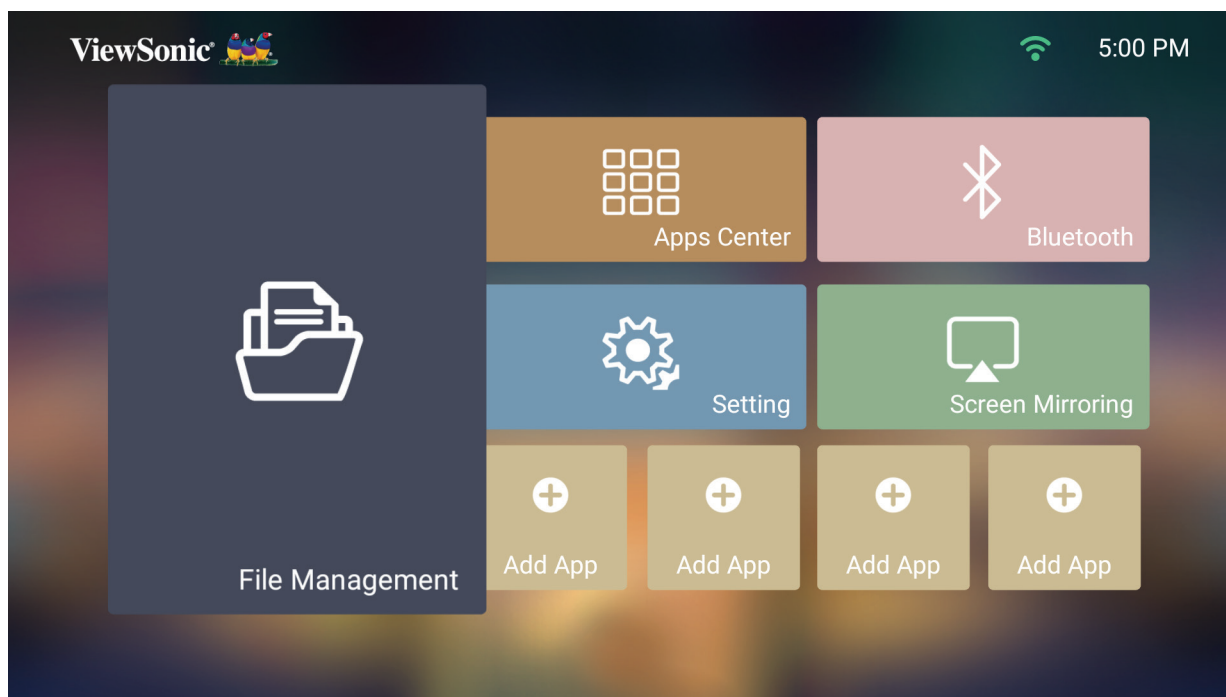 ViewSonic®
5:00 PM
Apps Center
Bluetooth
Setting
Screen Mirroring
File Management
Add App
Add App
Add App
Add App